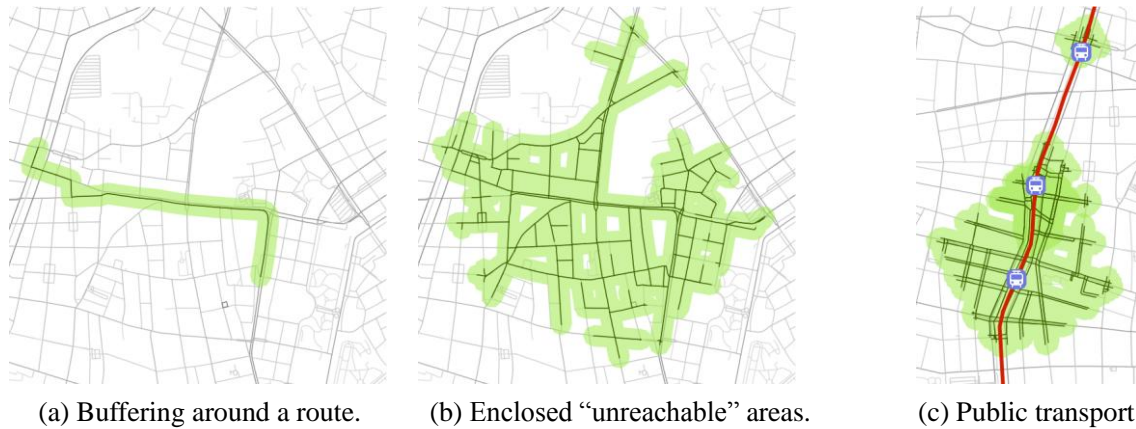 (a) Buffering around a route.
(b) Enclosed “unreachable” areas.
(c) Public transport